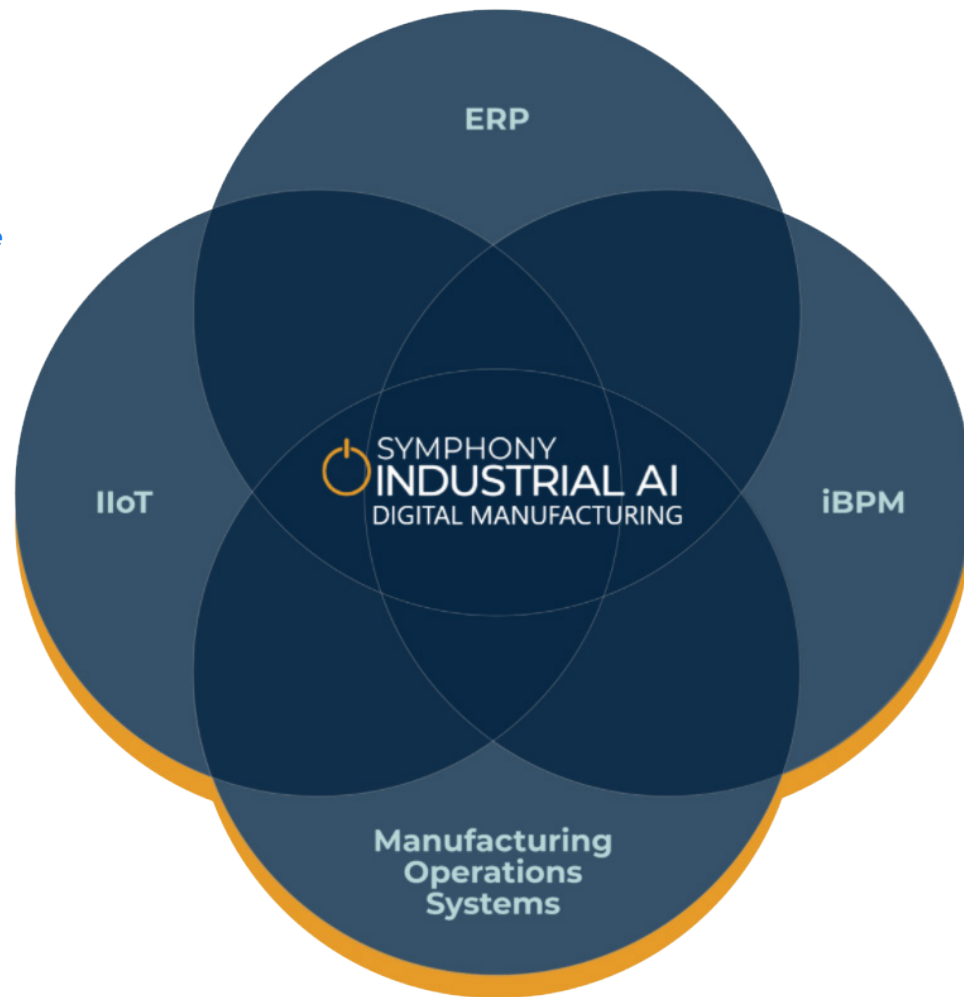 ERP
SYMPHONY
INDUSTRIAL AI
DIGITAL MANUFACTURING
IIoT
iBPM
Manufacturing
Operations
Systems